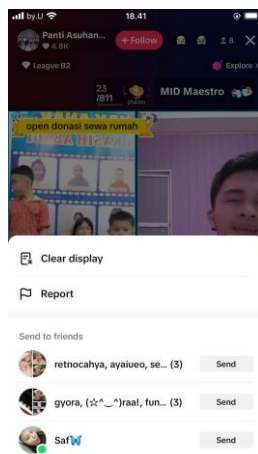 by.U
18.41
Panti Asuhan...
4.8K
+ Follow
8
League B2
Explore
23
/811
MID Maestro
open donasi sewa rumah
Clear display
Report
Send to friends
retnocahya, ayaiueo, se... (3)
Send
gyora, (☆^‿^)raa!, fun... (3)
Send
Saf🦋
Send